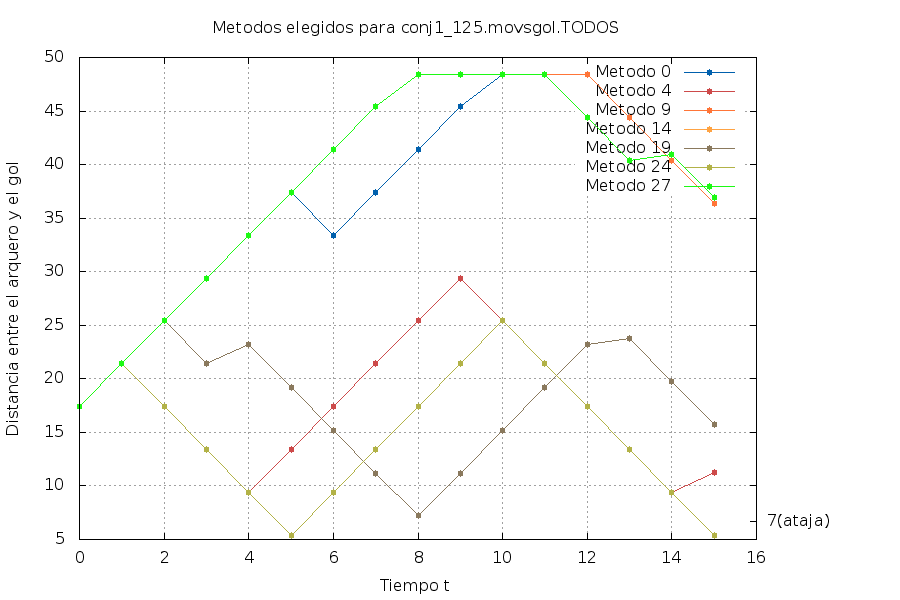 Metodos elegidos para conj1_125.movsgol.TODOS
Distancia entre el arquero y el gol
50
45
40
35
30
25
20
15
10
5
Metodo 0
Metodo 4
Metodo 9
Metodo 14
Metodo 19
Metodo 24
Metodo 27
7(ataja)
0 2 4 6 8 10 12 14 16
Tiempo t